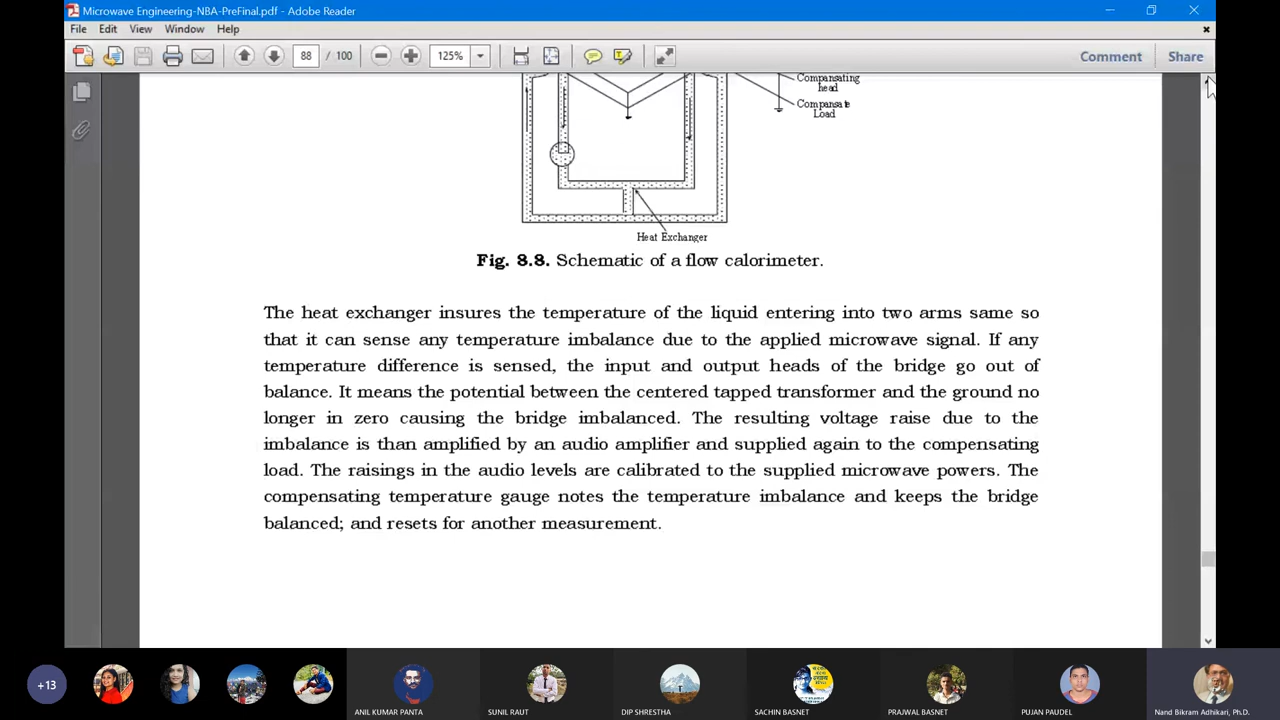 Microwave Engineering-NBA-PreFinal.pdf - Adobe Reader
File Edit View Window Help
88 / 100 125% Comment Share
Compansating
head
Compansate
Load
Heat Exchanger
Fig. 8.8. Schematic of a flow calorimeter.
The heat exchanger insures the temperature of the liquid entering into two arms same so
that it can sense any temperature imbalance due to the applied microwave signal. If any
temperature difference is sensed, the input and output heads of the bridge go out of
balance. It means the potential between the centered tapped transformer and the ground no
longer in zero causing the bridge imbalanced. The resulting voltage raise due to the
imbalance is than amplified by an audio amplifier and supplied again to the compensating
load. The raisings in the audio levels are calibrated to the supplied microwave powers. The
compensating temperature gauge notes the temperature imbalance and keeps the bridge
balanced; and resets for another measurement.
+13
ANIL KUMAR PANTA
SUNIL RAUT
DIP SHRESTHA
SACHIN BASNET
PRAJWAL BASNET
PUJAN PAUDEL
Nand Bikram Adhikari, Ph.D.